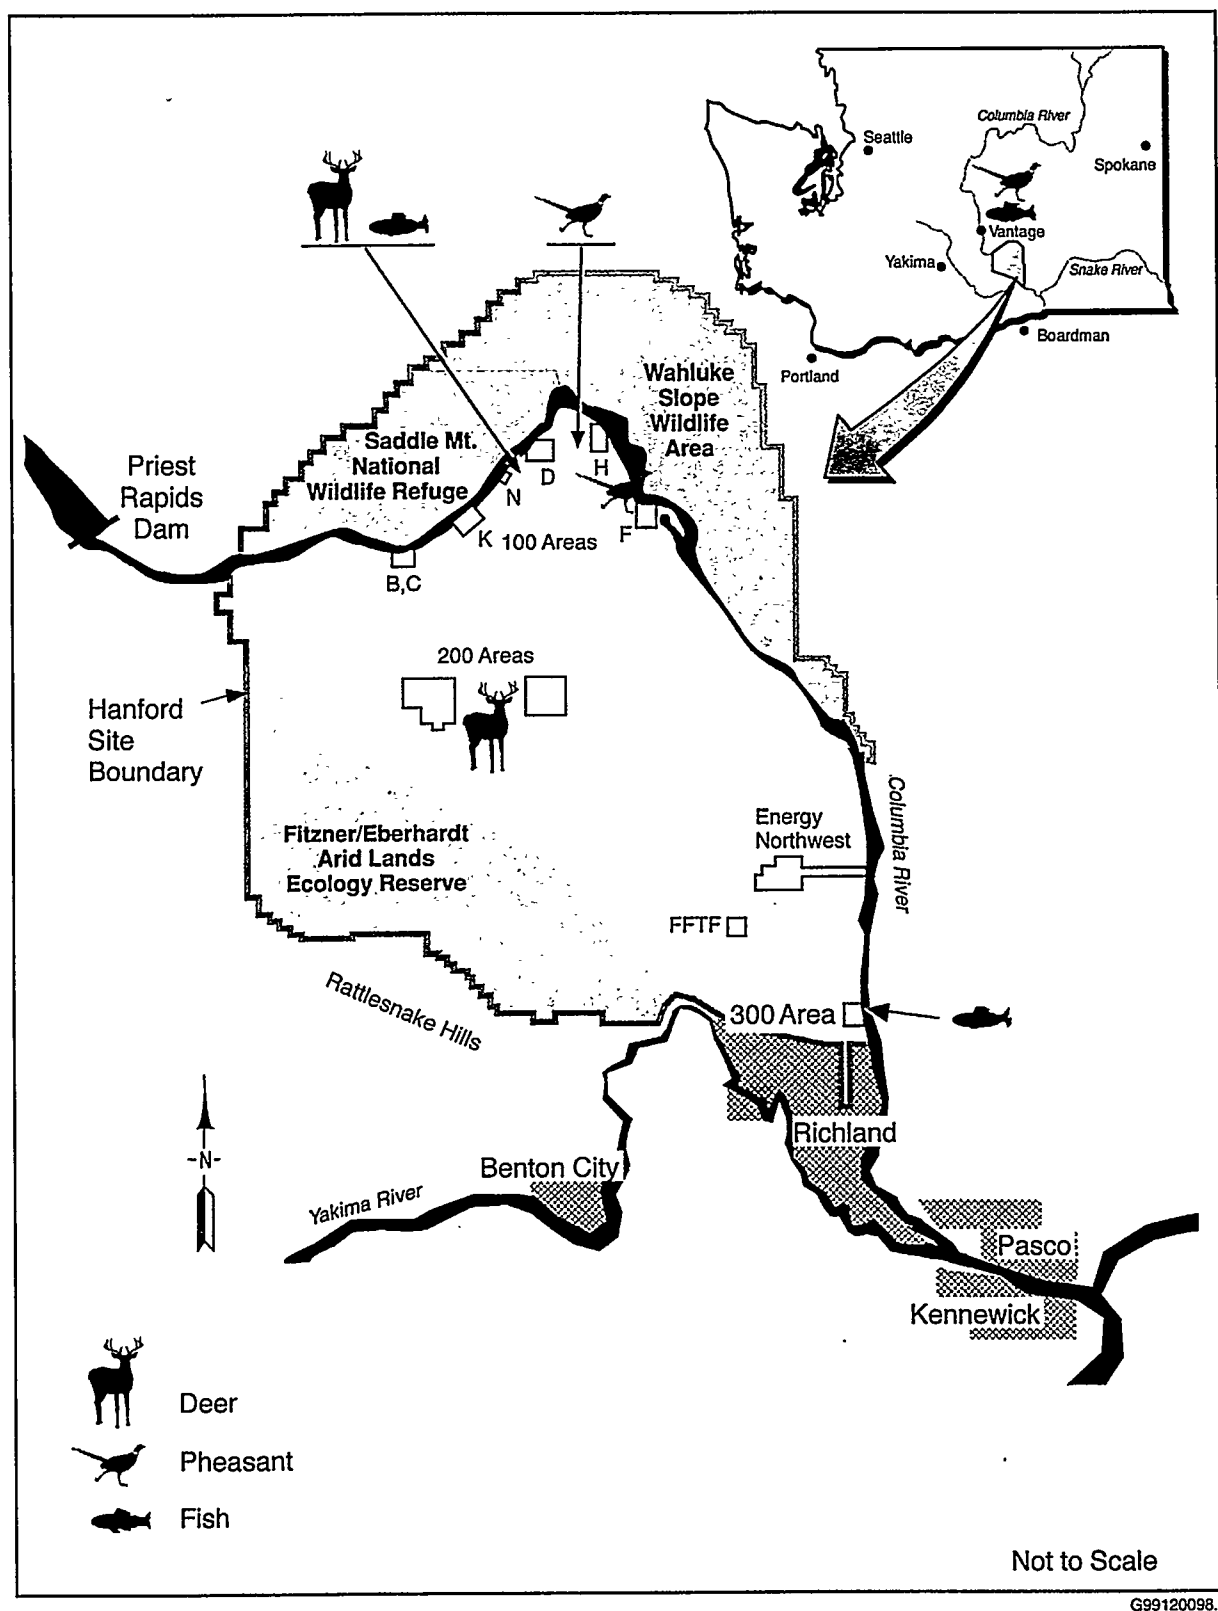 Columbia River
Seattle
Spokane
Vantage
Yakima
Snake River
Boardman
Portland
Wahluke
Slope
Wildlife
Area
Saddle Mt.
National
Wildlife Refuge
Priest
Rapids
Dam
D
H
N
K
100 Areas
F
B,C
200 Areas
Hanford
Site
Boundary
Columbia River
Energy
Northwest
Fitzner/Eberhardt
Arid Lands
Ecology Reserve
FFTF
Rattlesnake Hills
300 Area
-N-
Richland
Benton City
Yakima River
Pasco
Kennewick
Deer
Pheasant
Fish
Not to Scale
G99120098.